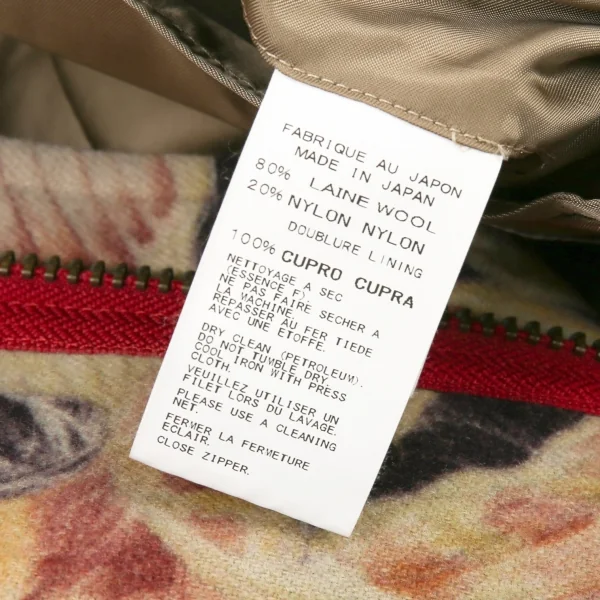 FABRIQUE AU JAPON
MADE IN JAPAN
80% LAINE WOOL
20% NYLON NYLON
DOUBLURE LINING
100% CUPRO CUPRA
NETTOYAGE A SEC
(ESSENCE F).
NE PAS FAIRE SECHER A
LA MACHINE.
REPASSER AU FER TIEDE
AVEC UNE ETOFFE.
DRY CLEAN (PETROLEUM).
DO NOT TUMBLE DRY.
COOL IRON WITH PRESS
CLOTH.
VEUILLEZ UTILISER UN
FILET LORS DU LAVAGE.
PLEASE USE A CLEANING
NET.
FERMER LA FERMETURE
ECLAIR.
CLOSE ZIPPER.